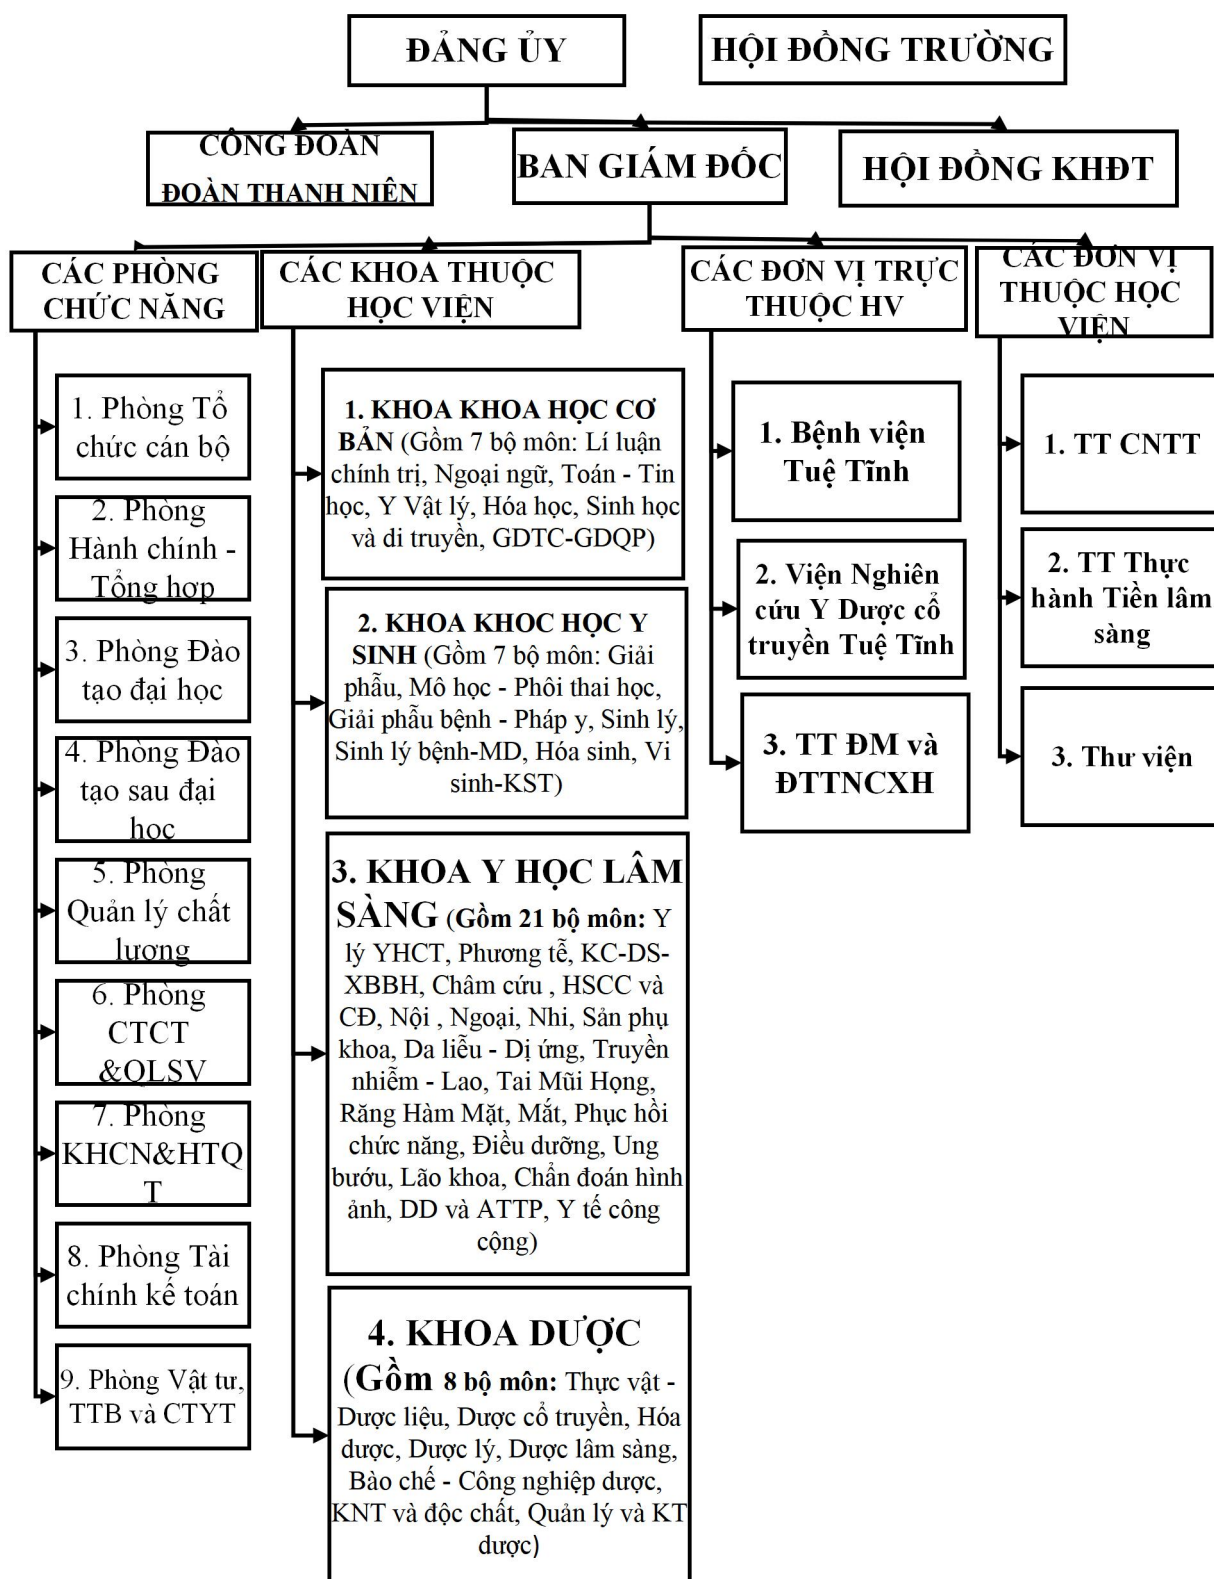 ĐẢNG ỦY
HỘI ĐỒNG TRƯỜNG
CÔNG ĐOÀN
ĐOÀN THANH NIÊN
BAN GIÁM ĐỐC
HỘI ĐỒNG KHĐT
CÁC PHÒNG
CHỨC NĂNG
1. Phòng Tổ
chức cán bộ
2. Phòng
Hành chính -
Tổng hợp
3. Phòng Đào
tạo đại học
4. Phòng Đào
tạo sau đại
học
5. Phòng
Quản lý chất
lượng
6. Phòng
CTCT
&QLSV
7. Phòng
KHCN&HTQ
T
8. Phòng Tài
chính kế toán
9. Phòng Vật tư,
TTB và CTYT
CÁC KHOA THUỘC
HỌC VIỆN
1. KHOA KHOA HỌC CƠ
BẢN (Gồm 7 bộ môn: Lí luận
chính trị, Ngoại ngữ, Toán - Tin
học, Y Vật lý, Hóa học, Sinh học
và di truyền, GDTC-GDQP)
2. KHOA KHOC HỌC Y
SINH (Gồm 7 bộ môn: Giải
phẫu, Mô học - Phôi thai học,
Giải phẫu bệnh - Pháp y, Sinh lý,
Sinh lý bệnh-MD, Hóa sinh, Vi
sinh-KST)
3. KHOA Y HỌC LÂM
SÀNG (Gồm 21 bộ môn: Y
lý YHCT, Phương tễ, KC-DS-
XBBH, Châm cứu , HSCC và
CĐ, Nội , Ngoại, Nhi, Sản phụ
khoa, Da liễu - Dị ứng, Truyền
nhiễm - Lao, Tai Mũi Họng,
Răng Hàm Mặt, Mắt, Phục hồi
chức năng, Điều dưỡng, Ung
bướu, Lão khoa, Chẩn đoán hình
ảnh, DD và ATTP, Y tế công
cộng)
4. KHOA DƯỢC
(Gồm 8 bộ môn: Thực vật -
Dược liệu, Dược cổ truyền, Hóa
dược, Dược lý, Dược lâm sàng,
Bào chế - Công nghiệp dược,
KNT và độc chất, Quản lý và KT
dược)
CÁC ĐƠN VỊ TRỰC
THUỘC HV
1. Bệnh viện
Tuệ Tĩnh
2. Viện Nghiên
cứu Y Dược cổ
truyền Tuệ Tĩnh
3. TT ĐM và
ĐTTNCXH
CÁC ĐƠN VỊ
THUỘC HỌC
VIỆN
1. TT CNTT
2. TT Thực
hành Tiền lâm
sàng
3. Thư viện